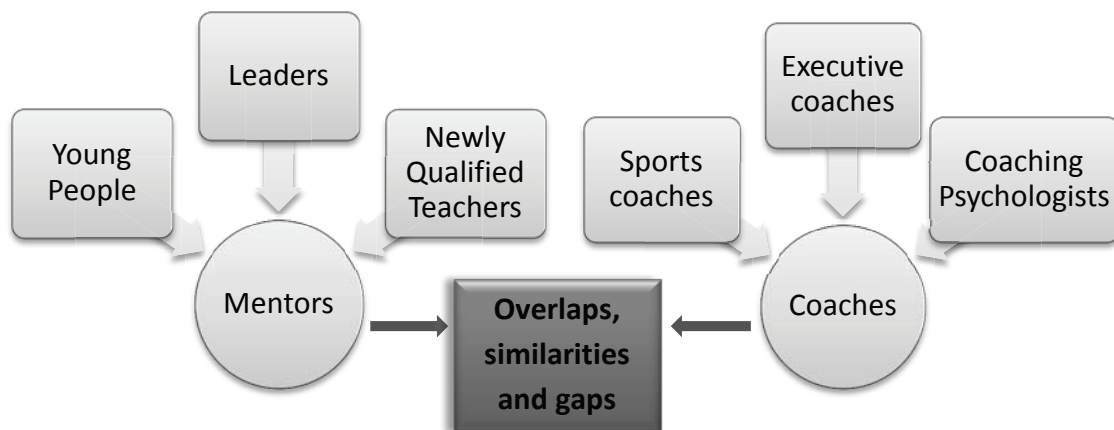 Leaders
Young
People
Newly
Qualified
Teachers
Mentors
Executive
coaches
Sports
coaches
Coaching
Psychologists
Coaches
Overlaps,
similarities
and gaps